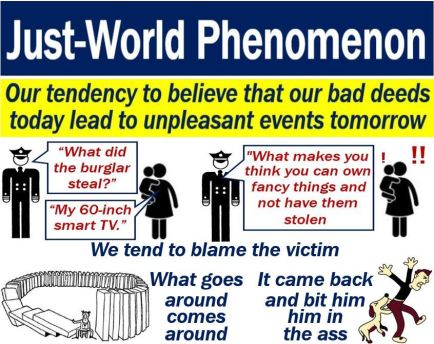 Just-World Phenomenon
Our tendency to believe that our bad deeds
today lead to unpleasant events tomorrow
"What did
the burglar
steal?"
"My 60-inch
smart TV."
"What makes you
think you can own
fancy things and
not have them
stolen
! !!
We tend to blame the victim
What goes
around
comes
around
It came back
and bit him
him in
the ass